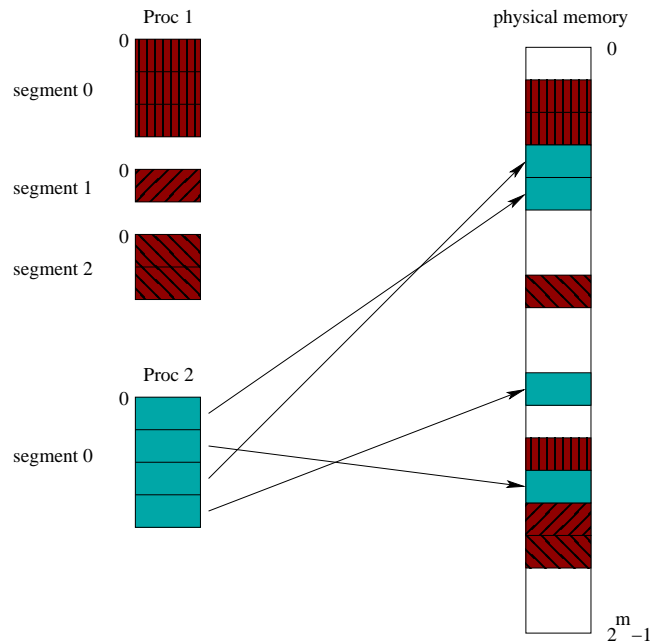 Proc 1
0
segment 0
0
segment 1
0
segment 2
Proc 2
0
segment 0
physical memory
0
2^m −1